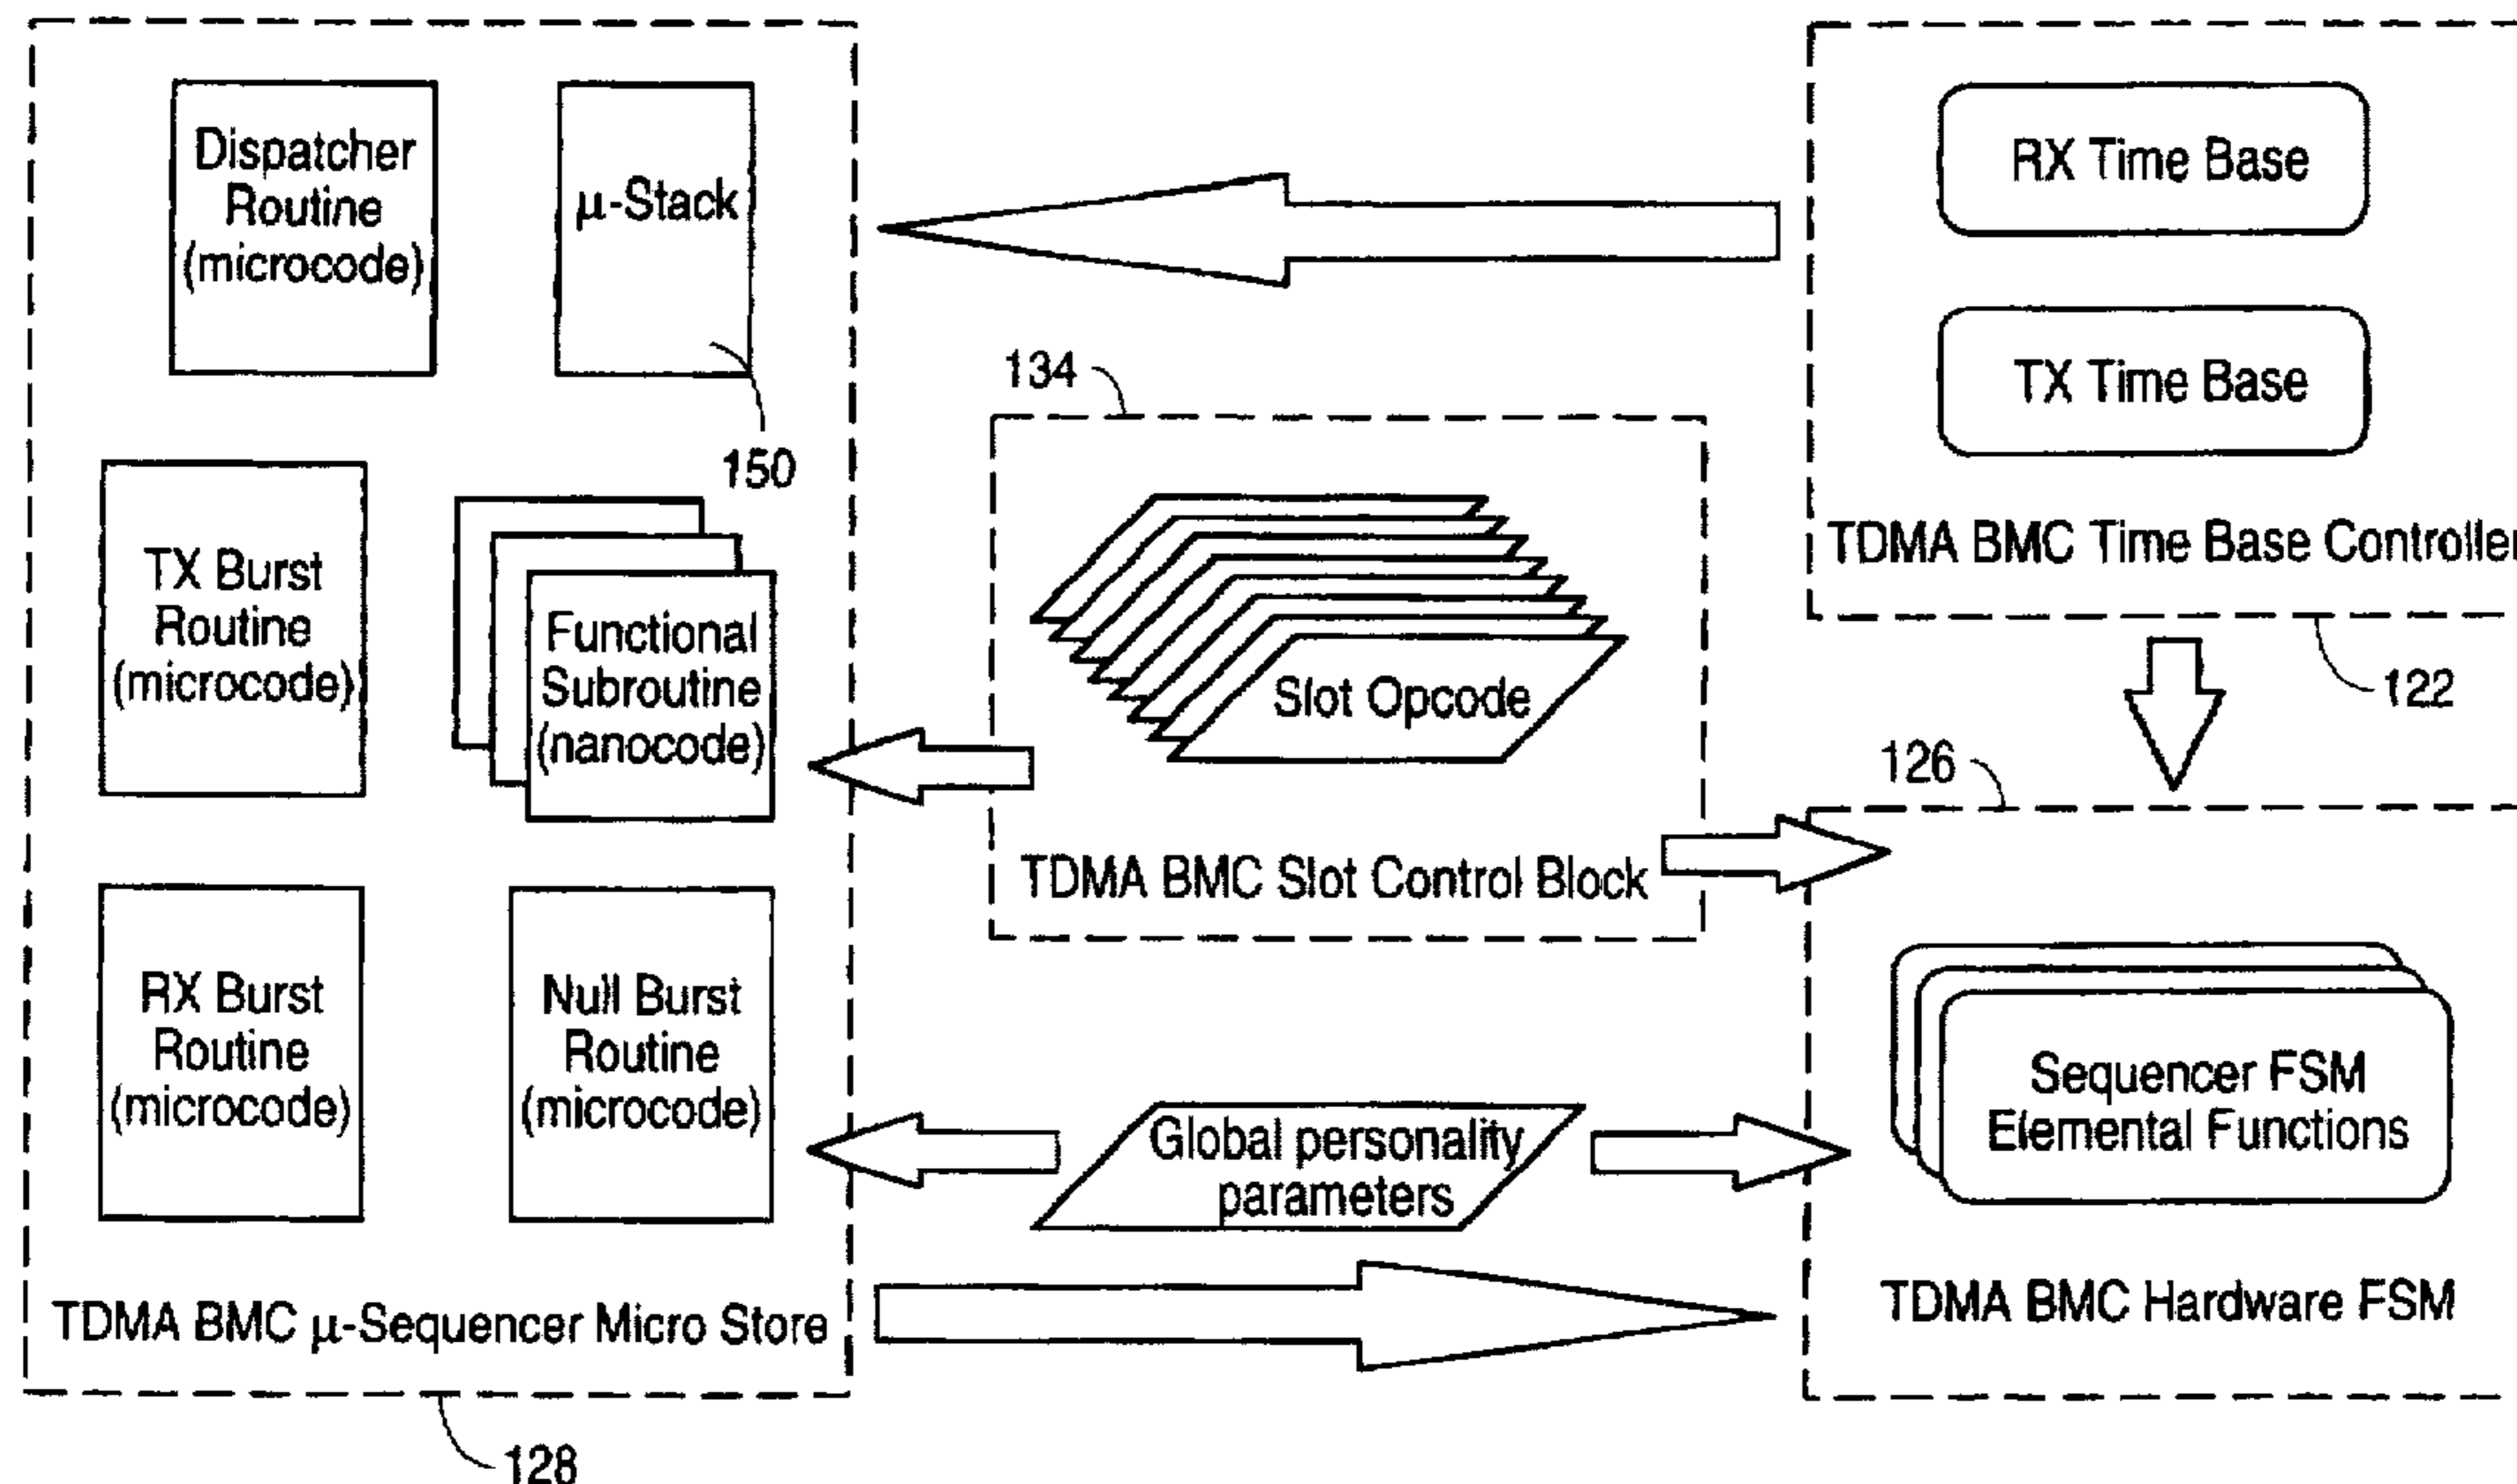 Dispatcher
Routine
(microcode)
μ-Stack
150
TX Burst
Routine
(microcode)
Functional
Subroutine
(nanocode)
RX Burst
Routine
(microcode)
Null Burst
Routine
(microcode)
TDMA BMC μ-Sequencer Micro Store
128
134
Slot Opcode
TDMA BMC Slot Control Block
Global personality
parameters
RX Time Base
TX Time Base
TDMA BMC Time Base Controller
122
126
Sequencer FSM
Elemental Functions
TDMA BMC Hardware FSM